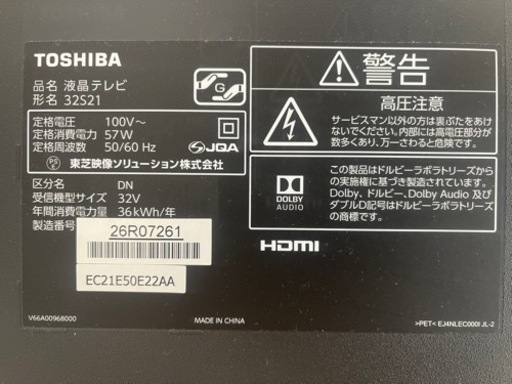 TOSHIBA
品名 液晶テレビ
形名 32S21
定格電圧 100V～
定格消費電力 57W
定格周波数 50/60 Hz
PS
E
JQA
東芝映像ソリューション株式会社
区分名 DN
受信機型サイズ 32V
年間消費電力量 36kWh/年
製造番号
26R07261
EC21E50E22AA
V66A00968000
MADE IN CHINA
G
警告
高圧注意
サービスマン以外の方は裏ぶたをあけ
ないでください。内部には高電圧部分が
数多くあり、万一さわると危険です。
DOLBY
AUDIO
この製品はドルビーラボラトリーズから
の実施権に基づき製造されています。
Dolby、ドルビー、Dolby Audio 及び
ダブルD記号はドルビーラボラトリーズ
の商標です。
HDMI
>PET< EJ4NLEC000I JL-2